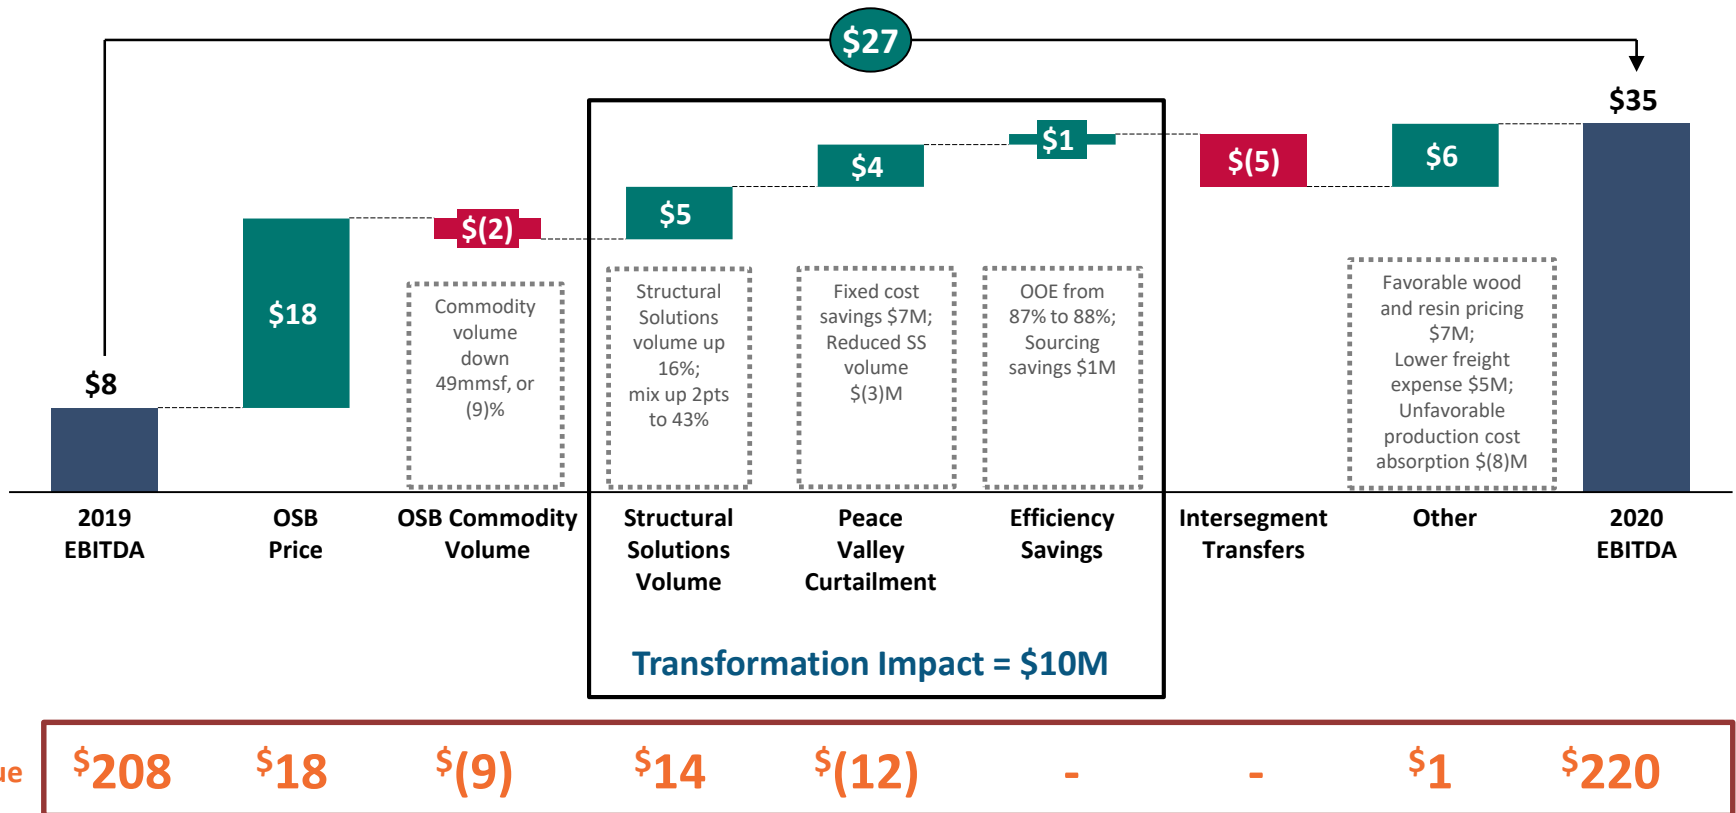 $27
$35
$1
$4
$(5)
$6
$5
$(2)
$18
$8
Commodity
volume
down
49mmsf, or
(9)%
Structural
Solutions
volume up
16%;
mix up 2pts
to 43%
Fixed cost
savings $7M;
Reduced SS
volume
$(3)M
OOE from
87% to 88%;
Sourcing
savings $1M
Favorable wood
and resin pricing
$7M;
Lower freight
expense $5M;
Unfavorable
production cost
absorption $(8)M
2019
EBITDA
OSB
Price
OSB Commodity
Volume
Structural
Solutions
Volume
Peace
Valley
Curtailment
Efficiency
Savings
Intersegment
Transfers
Other
2020
EBITDA
Transformation Impact = $10M
ue $208 $18 $(9) $14 $(12) - - $1 $220